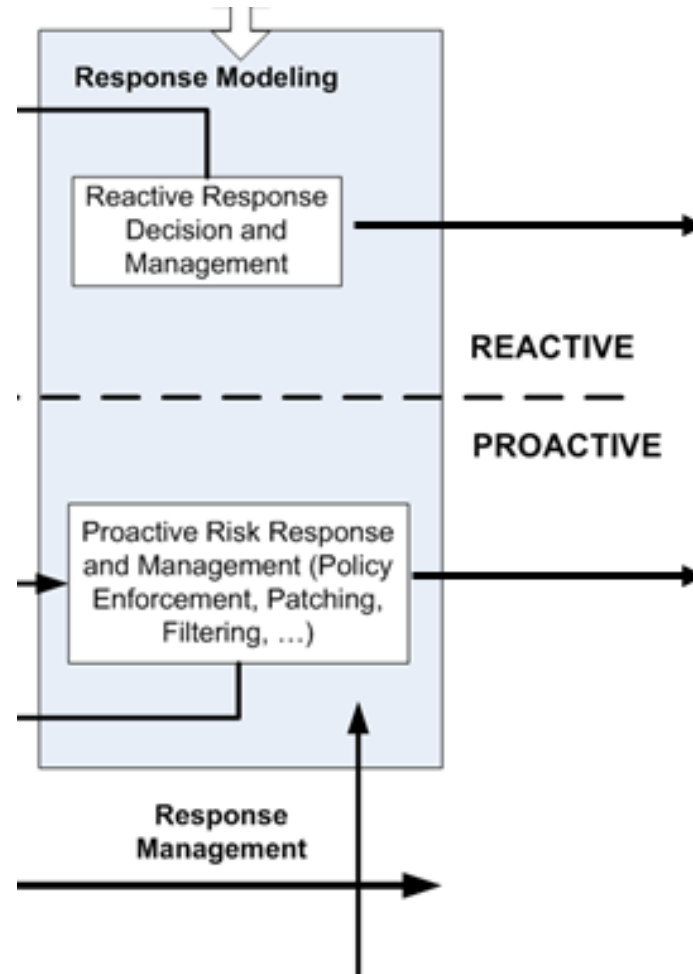 Response Modeling
Reactive Response
Decision and
Management
REACTIVE
PROACTIVE
Proactive Risk Response
and Management (Policy
Enforcement, Patching,
Filtering, …)
Response
Management